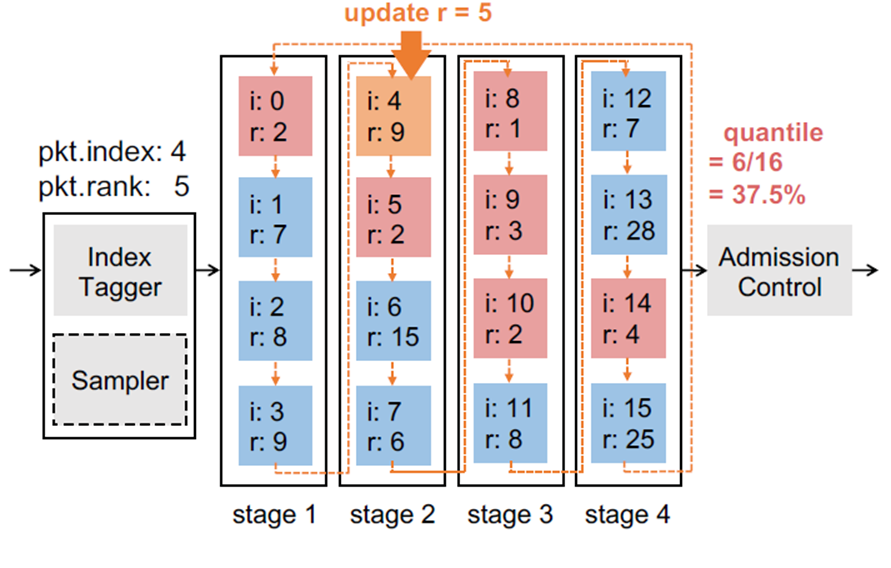 update r = 5
pkt.index: 4
pkt.rank: 5
Index
Tagger
Sampler
i: 0
r: 2
i: 1
r: 7
i: 2
r: 8
i: 3
r: 9
stage 1
i: 4
r: 9
i: 5
r: 2
i: 6
r: 15
i: 7
r: 6
stage 2
i: 8
r: 1
i: 9
r: 3
i: 10
r: 2
i: 11
r: 8
stage 3
i: 12
r: 7
i: 13
r: 28
i: 14
r: 4
i: 15
r: 25
stage 4
quantile
= 6/16
= 37.5%
Admission
Control